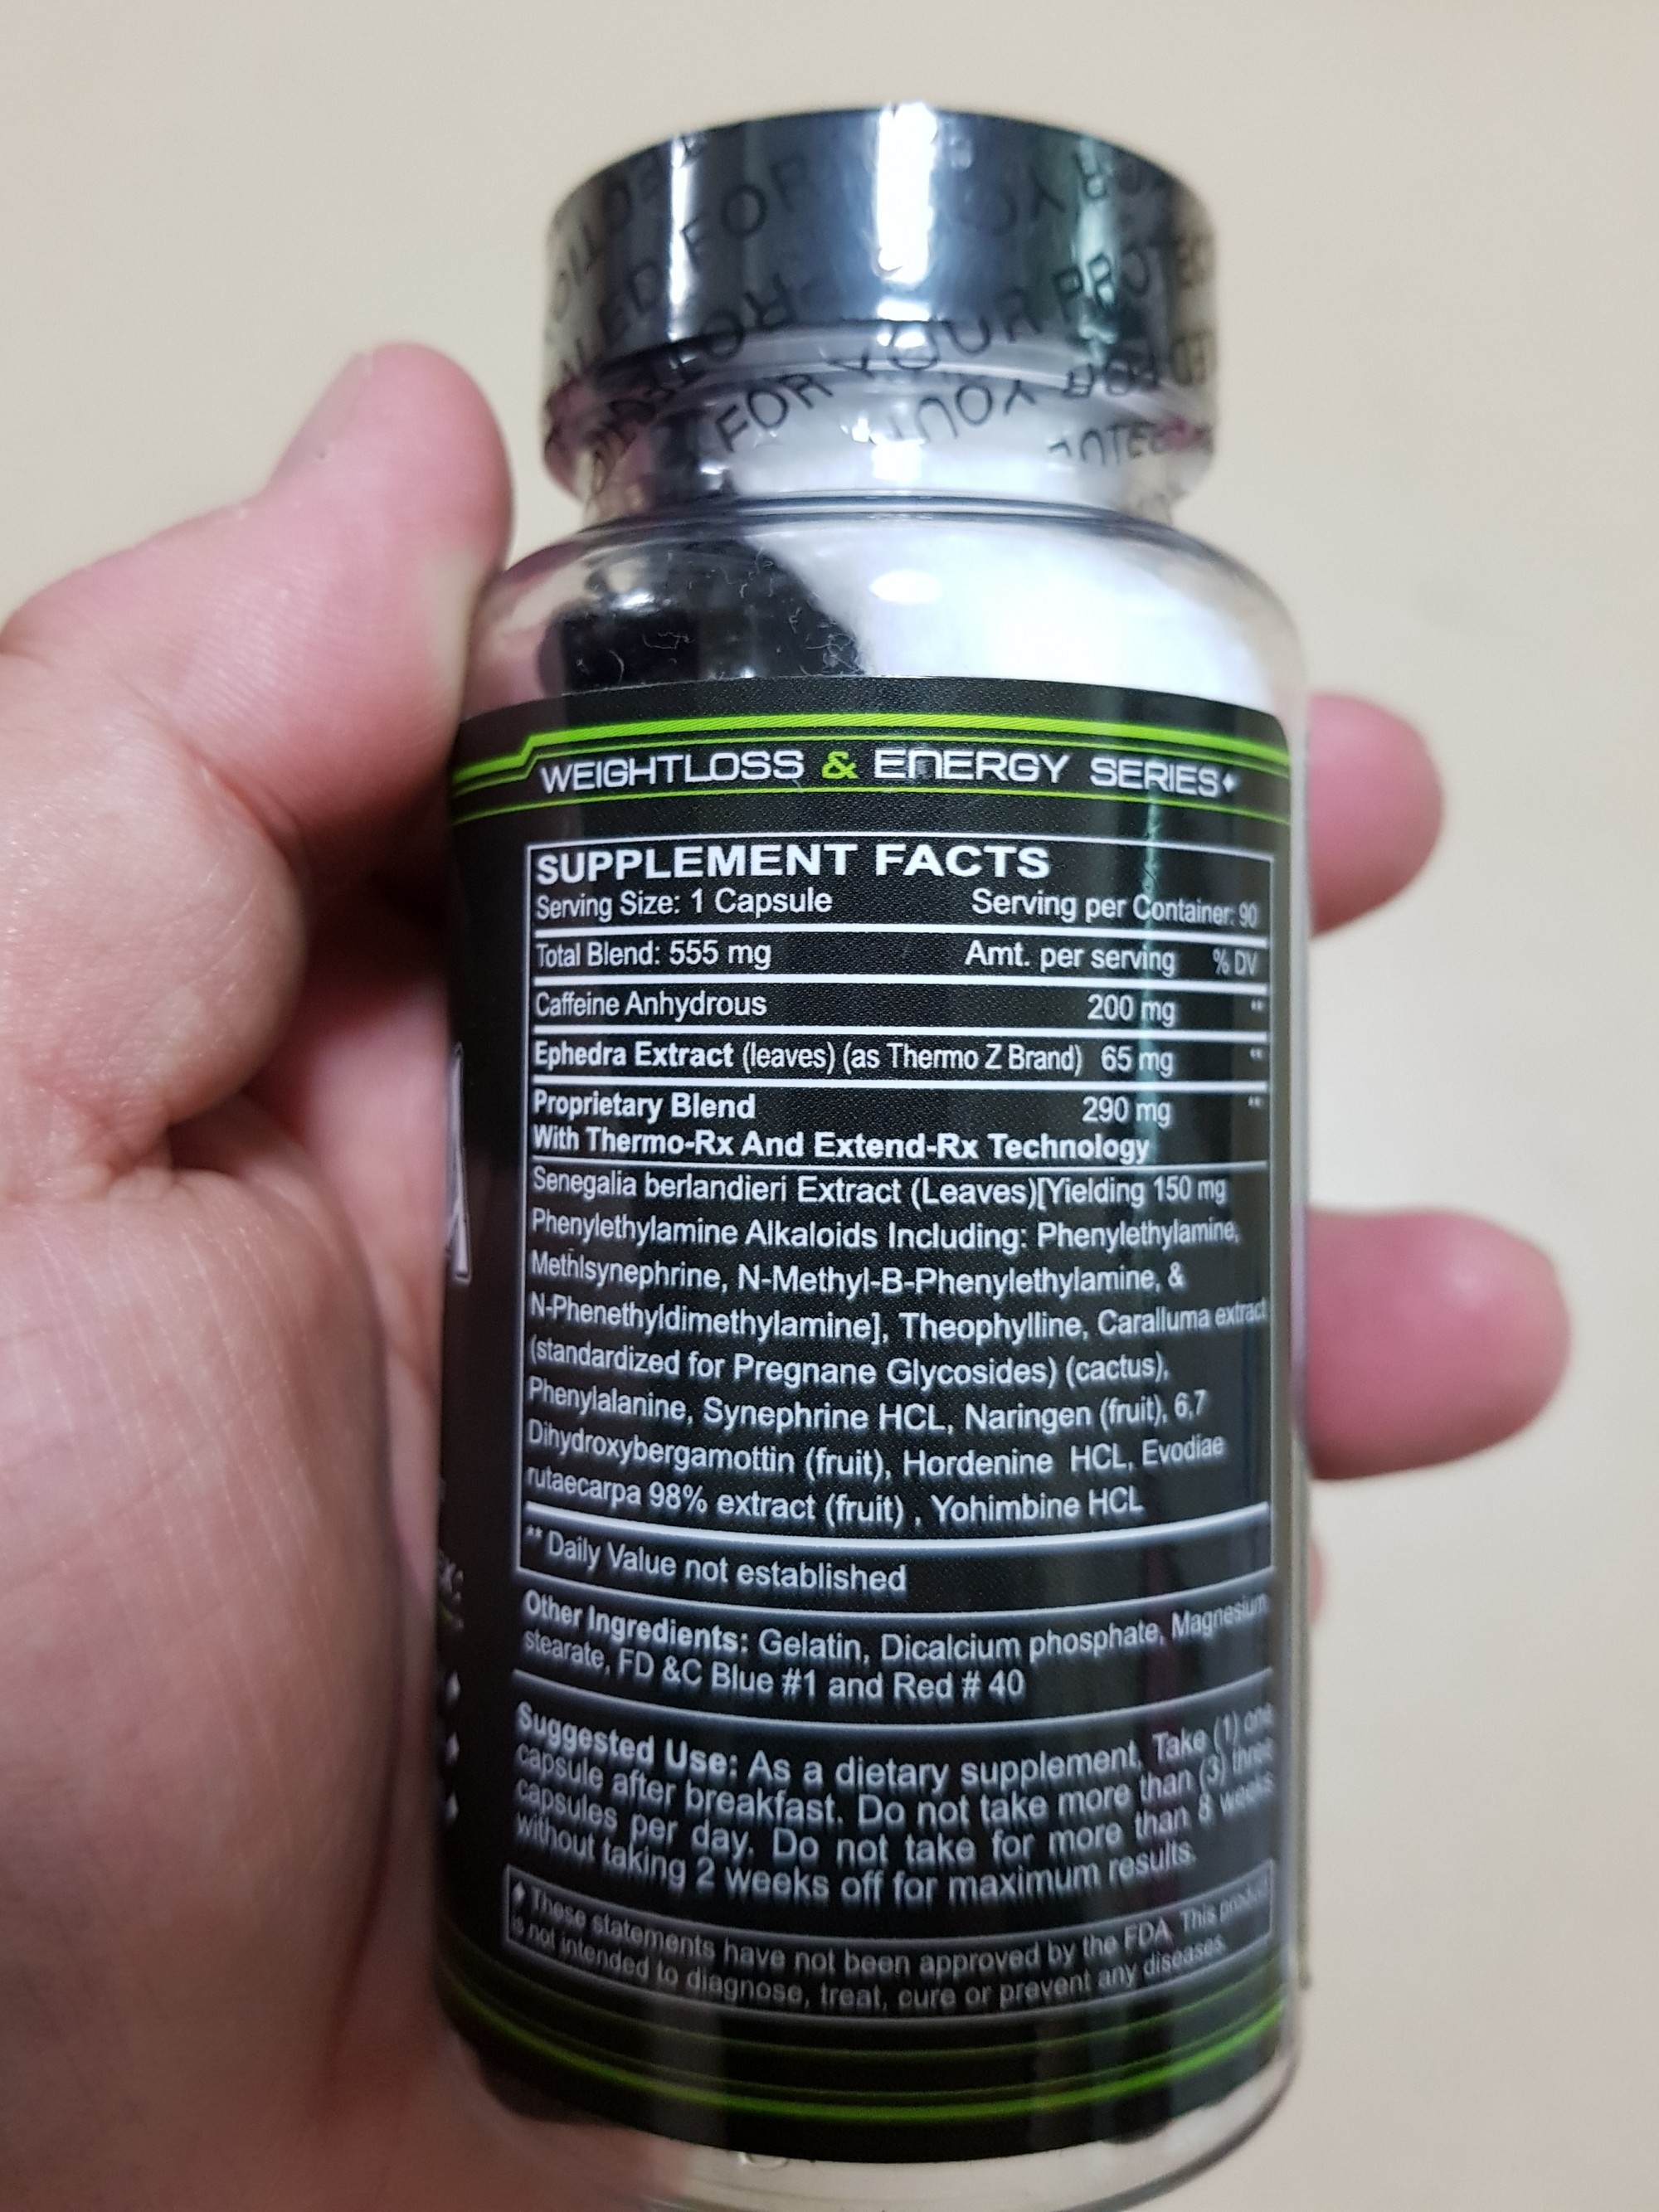 FOR YOUR PROTEC
WEIGHTLOSS & ENERGY SERIES
SUPPLEMENT FACTS
Serving Size: 1 Capsule Serving per Container: 90
Total Blend: 555 mg Amt. per serving % DV
Caffeine Anhydrous 200 mg **
Ephedra Extract (leaves) (as Thermo Z Brand) 65 mg **
Proprietary Blend 290 mg **
With Thermo-Rx And Extend-Rx Technology
Senegalia berlandieri Extract (Leaves)[Yielding 150 mg
Phenylethylamine Alkaloids Including: Phenylethylamine,
Methlsynephrine, N-Methyl-B-Phenylethylamine, &
N-Phenethyldimethylamine], Theophylline, Caralluma extract
(standardized for Pregnane Glycosides) (cactus),
Phenylalanine, Synephrine HCL, Naringen (fruit), 6,7
Dihydroxybergamottin (fruit), Hordenine HCL, Evodiae
rutaecarpa 98% extract (fruit) , Yohimbine HCL
** Daily Value not established
Other Ingredients: Gelatin, Dicalcium phosphate, Magnesium
stearate, FD &C Blue #1 and Red # 40
Suggested Use: As a dietary supplement, Take (1) one
capsule after breakfast. Do not take more than (3) three
capsules per day. Do not take for more than 8 weeks
without taking 2 weeks off for maximum results.
♦ These statements have not been approved by the FDA. This product
is not intended to diagnose, treat, cure or prevent any diseases.